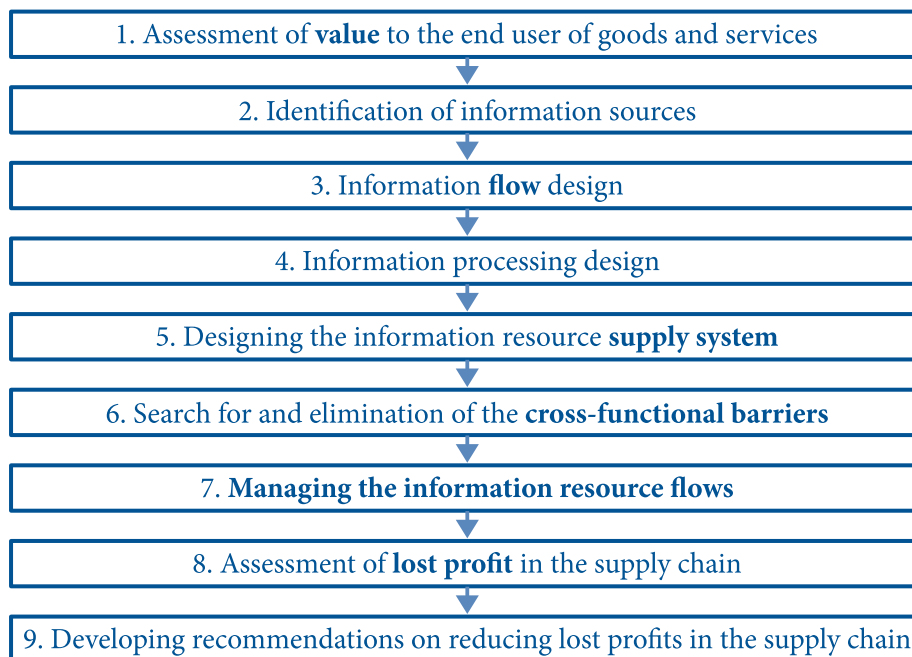 1. Assessment of value to the end user of goods and services
2. Identification of information sources
3. Information flow design
4. Information processing design
5. Designing the information resource supply system
6. Search for and elimination of the cross-functional barriers
7. Managing the information resource flows
8. Assessment of lost profit in the supply chain
9. Developing recommendations on reducing lost profits in the supply chain